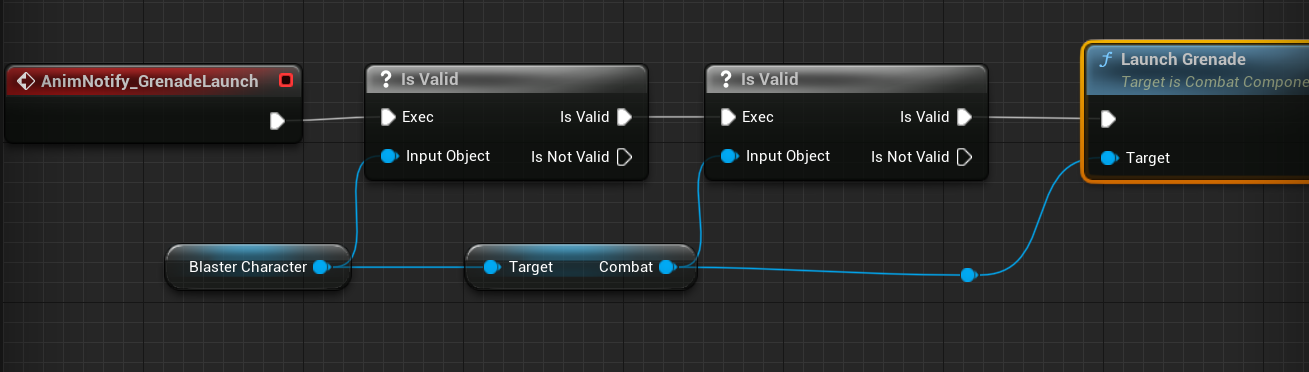 AnimNotify_GrenadeLaunch
? Is Valid
Exec
Is Valid
Input Object
Is Not Valid
? Is Valid
Exec
Is Valid
Input Object
Is Not Valid
f Launch Grenade
Target is Combat Compone
Target
Blaster Character
Target
Combat